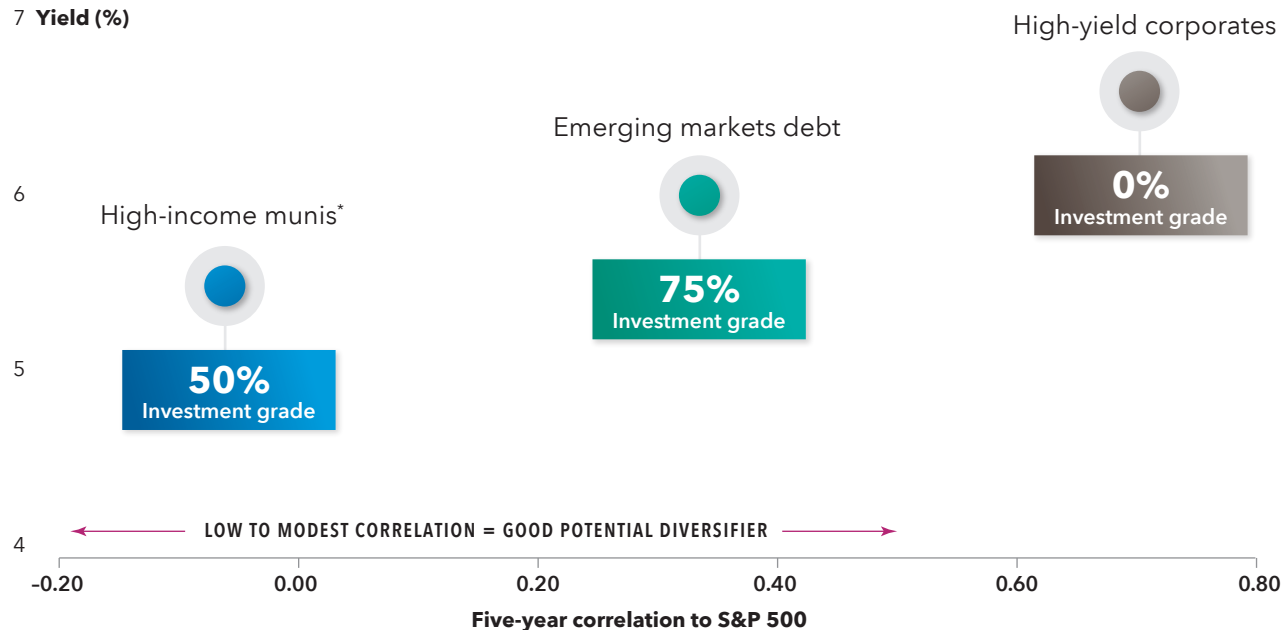 7 Yield (%)
High-yield corporates
Emerging markets debt
0%
Investment grade
6
High-income munis*
75%
Investment grade
5
50%
Investment grade
LOW TO MODEST CORRELATION = GOOD POTENTIAL DIVERSIFIER
4
–0.20 0.00 0.20 0.40 0.60 0.80
Five-year correlation to S&P 500